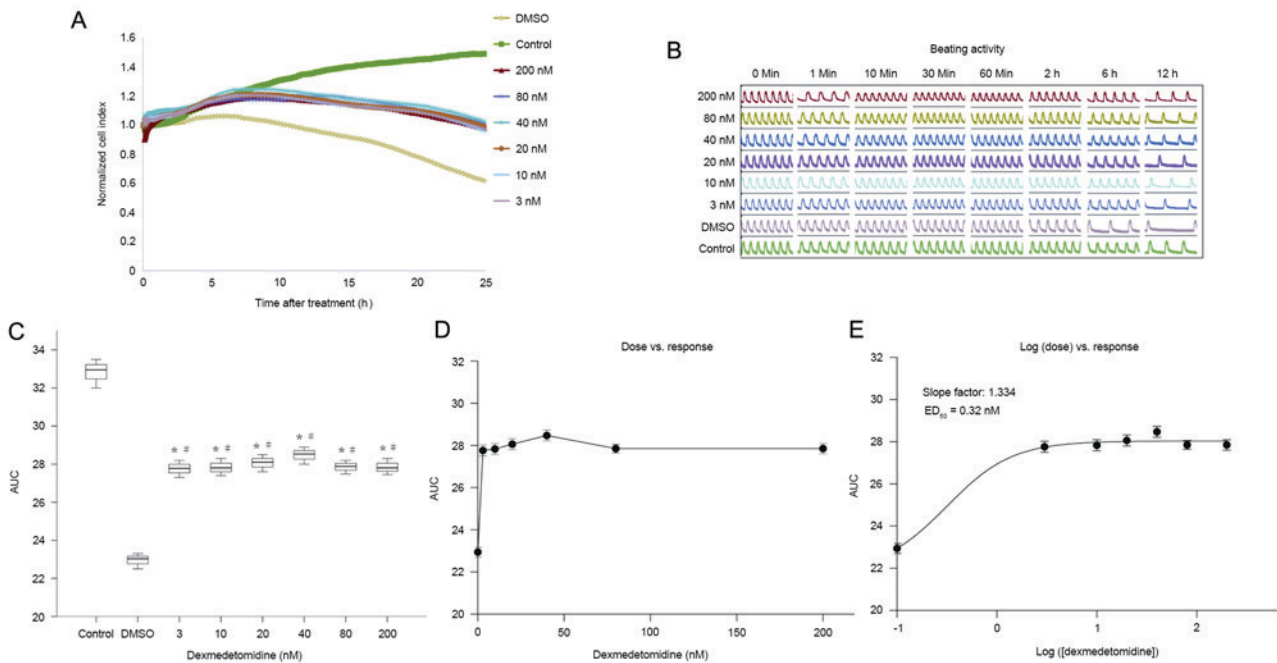 A
DMSO
Control
200 nM
80 nM
40 nM
20 nM
10 nM
3 nM
1.6
1.4
1.2
1.0
0.8
0.6
0.4
0.2
0
Normalized cell index
0 5 10 15 20 25
Time after treatment (h)
B
Beating activity
0 Min 1 Min 10 Min 30 Min 60 Min 2 h 6 h 12 h
200 nM
80 nM
40 nM
20 nM
10 nM
3 nM
DMSO
Control
C
34
32
30
28
26
24
22
20
AUC
* # * # * # * # * # * #
Control DMSO 3 10 20 40 80 200
Dexmedetomidine (nM)
D
Dose vs. response
32
30
28
26
24
22
20
AUC
0 50 100 150 200
Dexmedetomidine (nM)
E
Log (dose) vs. response
Slope factor: 1.334
ED50 = 0.32 nM
32
30
28
26
24
22
20
AUC
-1 0 1 2
Log ([dexmedetomidine])